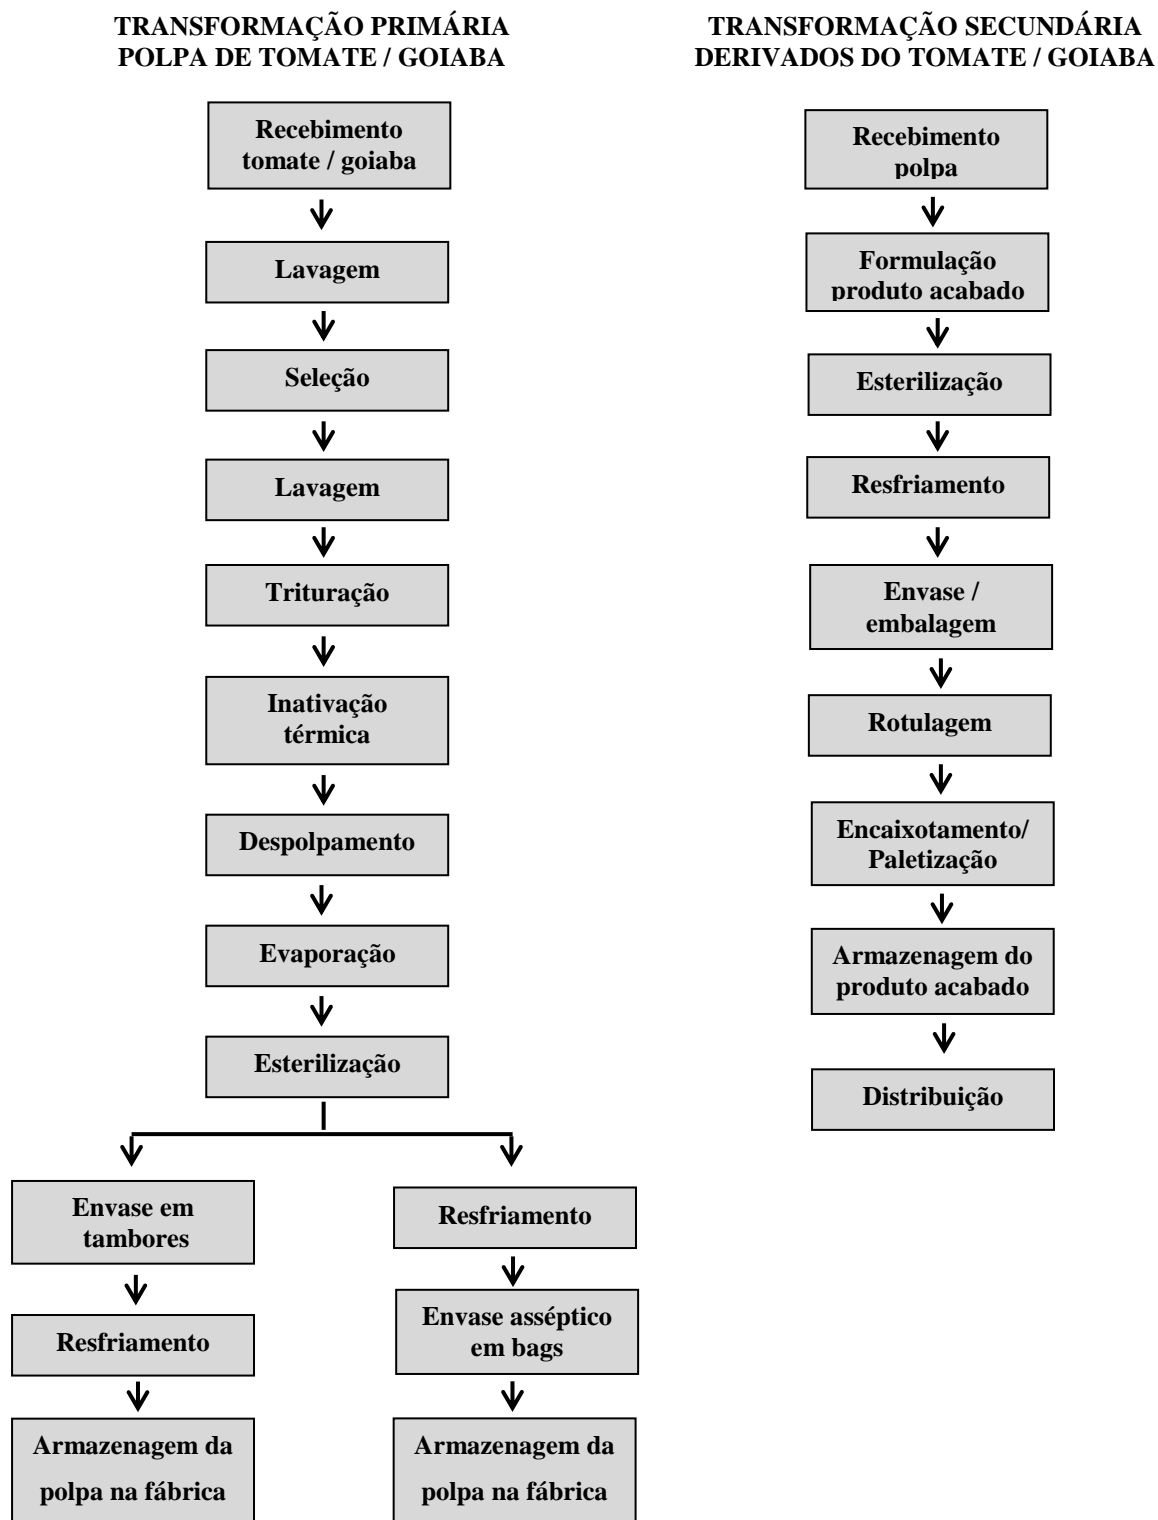 TRANSFORMAÇÃO PRIMÁRIA
POLPA DE TOMATE / GOIABA
Recebimento
tomate / goiaba
Lavagem
Seleção
Lavagem
Trituração
Inativação
térmica
Despolpamento
Evaporação
Esterilização
Envase em
tambores
Resfriamento
Armazenagem da
polpa na fábrica
Resfriamento
Envase asséptico
em bags
Armazenagem da
polpa na fábrica
TRANSFORMAÇÃO SECUNDÁRIA
DERIVADOS DO TOMATE / GOIABA
Recebimento
polpa
Formulação
produto acabado
Esterilização
Resfriamento
Envase /
embalagem
Rotulagem
Encaixotamento/
Paletização
Armazenagem do
produto acabado
Distribuição